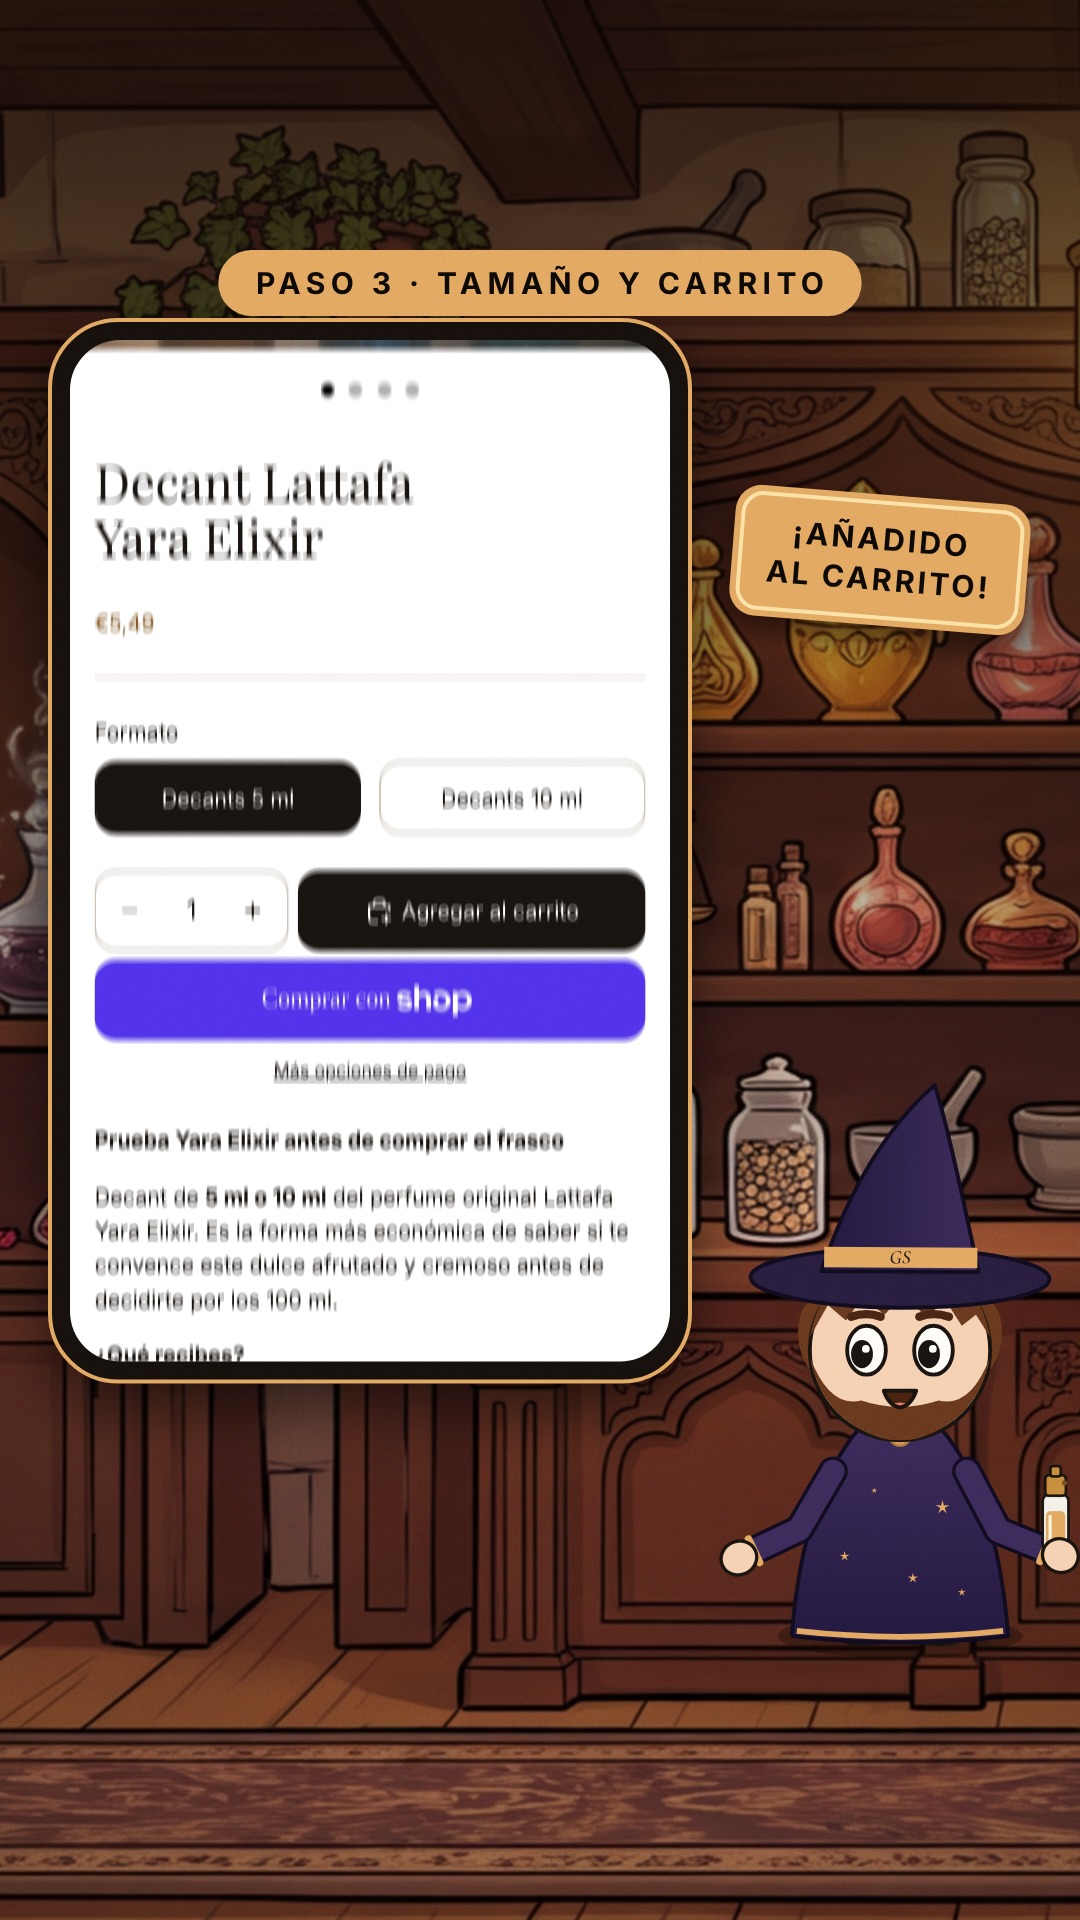 PASO 3 · TAMAÑO Y CARRITO
Decant Lattafa
Yara Elixir
€5,49
Formato
Decants 5 ml
Decants 10 ml
1
Agregar al carrito
Comprar con shop
Más opciones de pago
Prueba Yara Elixir antes de comprar el frasco
Decant de 5 ml o 10 ml del perfume original Lattafa
Yara Elixir. Es la forma más económica de saber si te
convence este dulce afrutado y cremoso antes de
decidirte por los 100 ml.
¿Qué recibes?
¡AÑADIDO
AL CARRITO!
GS